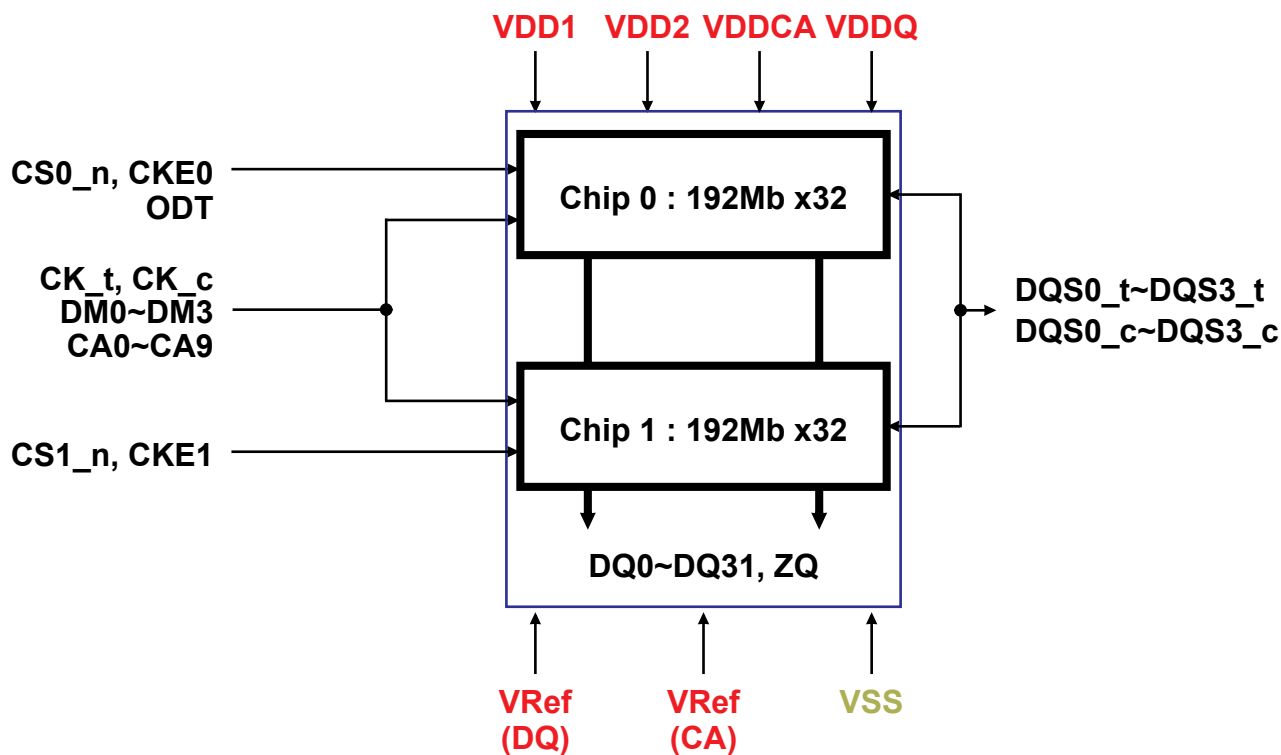 VDD1 VDD2 VDDCA VDDQ
CS0_n, CKE0
ODT
Chip 0 : 192Mb x32
CK_t, CK_c
DM0~DM3
CA0~CA9
DQS0_t~DQS3_t
DQS0_c~DQS3_c
Chip 1 : 192Mb x32
CS1_n, CKE1
DQ0~DQ31, ZQ
VRef
(DQ)
VRef
(CA)
VSS